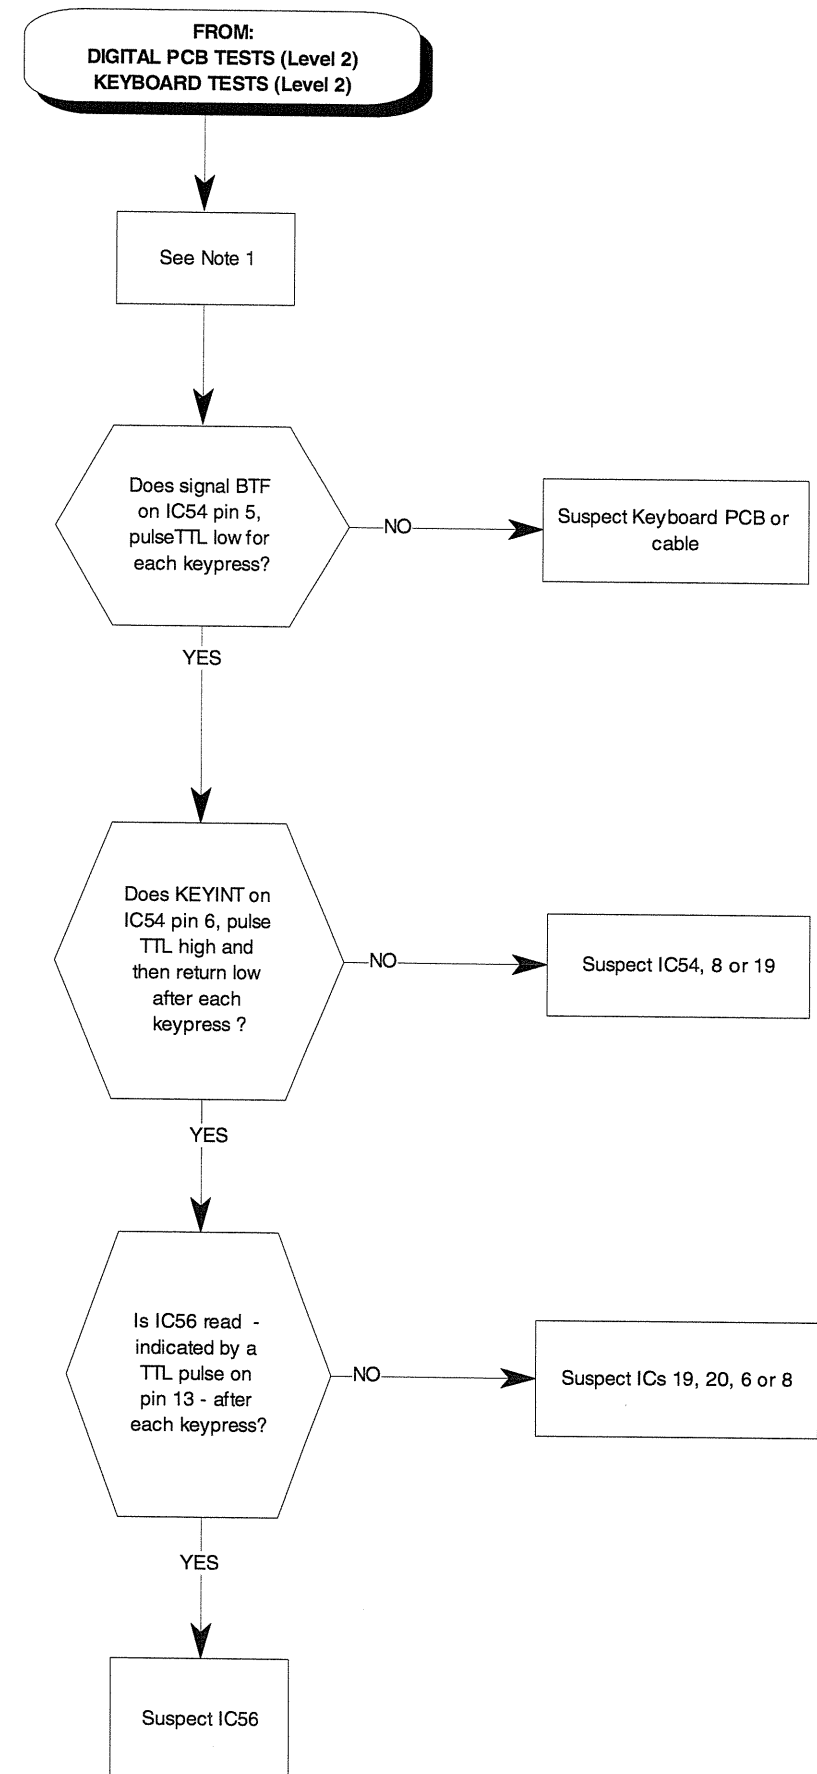 FROM:
DIGITAL PCB TESTS (Level 2)
KEYBOARD TESTS (Level 2)
See Note 1
Does signal BTF
on IC54 pin 5,
pulseTTL low for
each keypress?
NO
Suspect Keyboard PCB or
cable
YES
Does KEYINT on
IC54 pin 6, pulse
TTL high and
then return low
after each
keypress ?
NO
Suspect IC54, 8 or 19
YES
Is IC56 read -
indicated by a
TTL pulse on
pin 13 - after
each keypress?
NO
Suspect ICs 19, 20, 6 or 8
YES
Suspect IC56